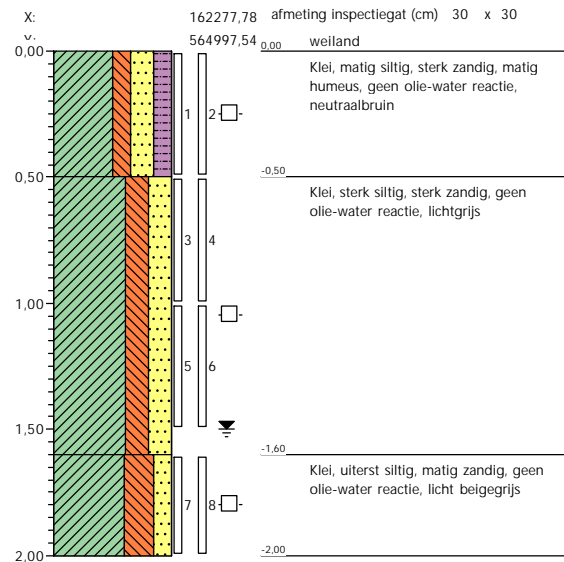 X: 162277,78 afmeting inspectiegat (cm) 30 x 30
564997,54 weiland
0,00
0,00
Klei, matig siltig, sterk zandig, matig
humeus, geen olie-water reactie,
neutraalbruin
1 2
0,50
-0,50
Klei, sterk siltig, sterk zandig, geen
olie-water reactie, lichtgrijs
3 4
1,00
5 6
1,50
-1,60
Klei, uiterst siltig, matig zandig, geen
olie-water reactie, licht beigegrijs
7 8
2,00
-2,00